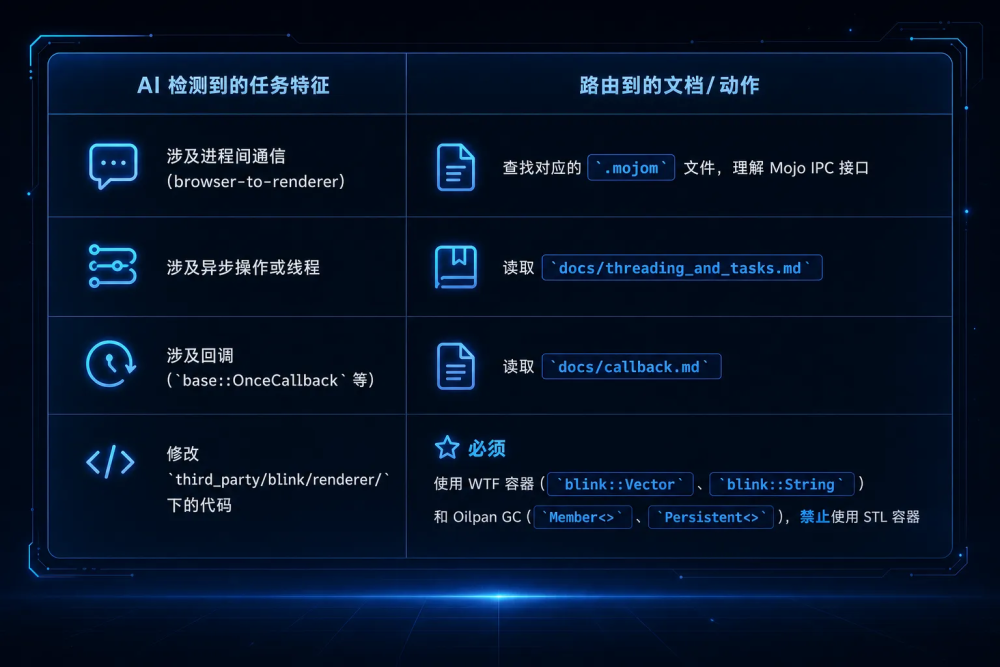 AI 检测到的任务特征
路由到的文档/动作
涉及进程间通信
(browser-to-renderer)
查找对应的 `.mojom` 文件，理解 Mojo IPC 接口
涉及异步操作或线程
读取 `docs/threading_and_tasks.md`
涉及回调
(`base::OnceCallback` 等)
读取 `docs/callback.md`
修改
`third_party/blink/renderer/`
下的代码
必须
使用 WTF 容器 (`blink::Vector`、`blink::String`)
和 Oilpan GC (`Member<>`、`Persistent<>`)，禁止使用 STL 容器